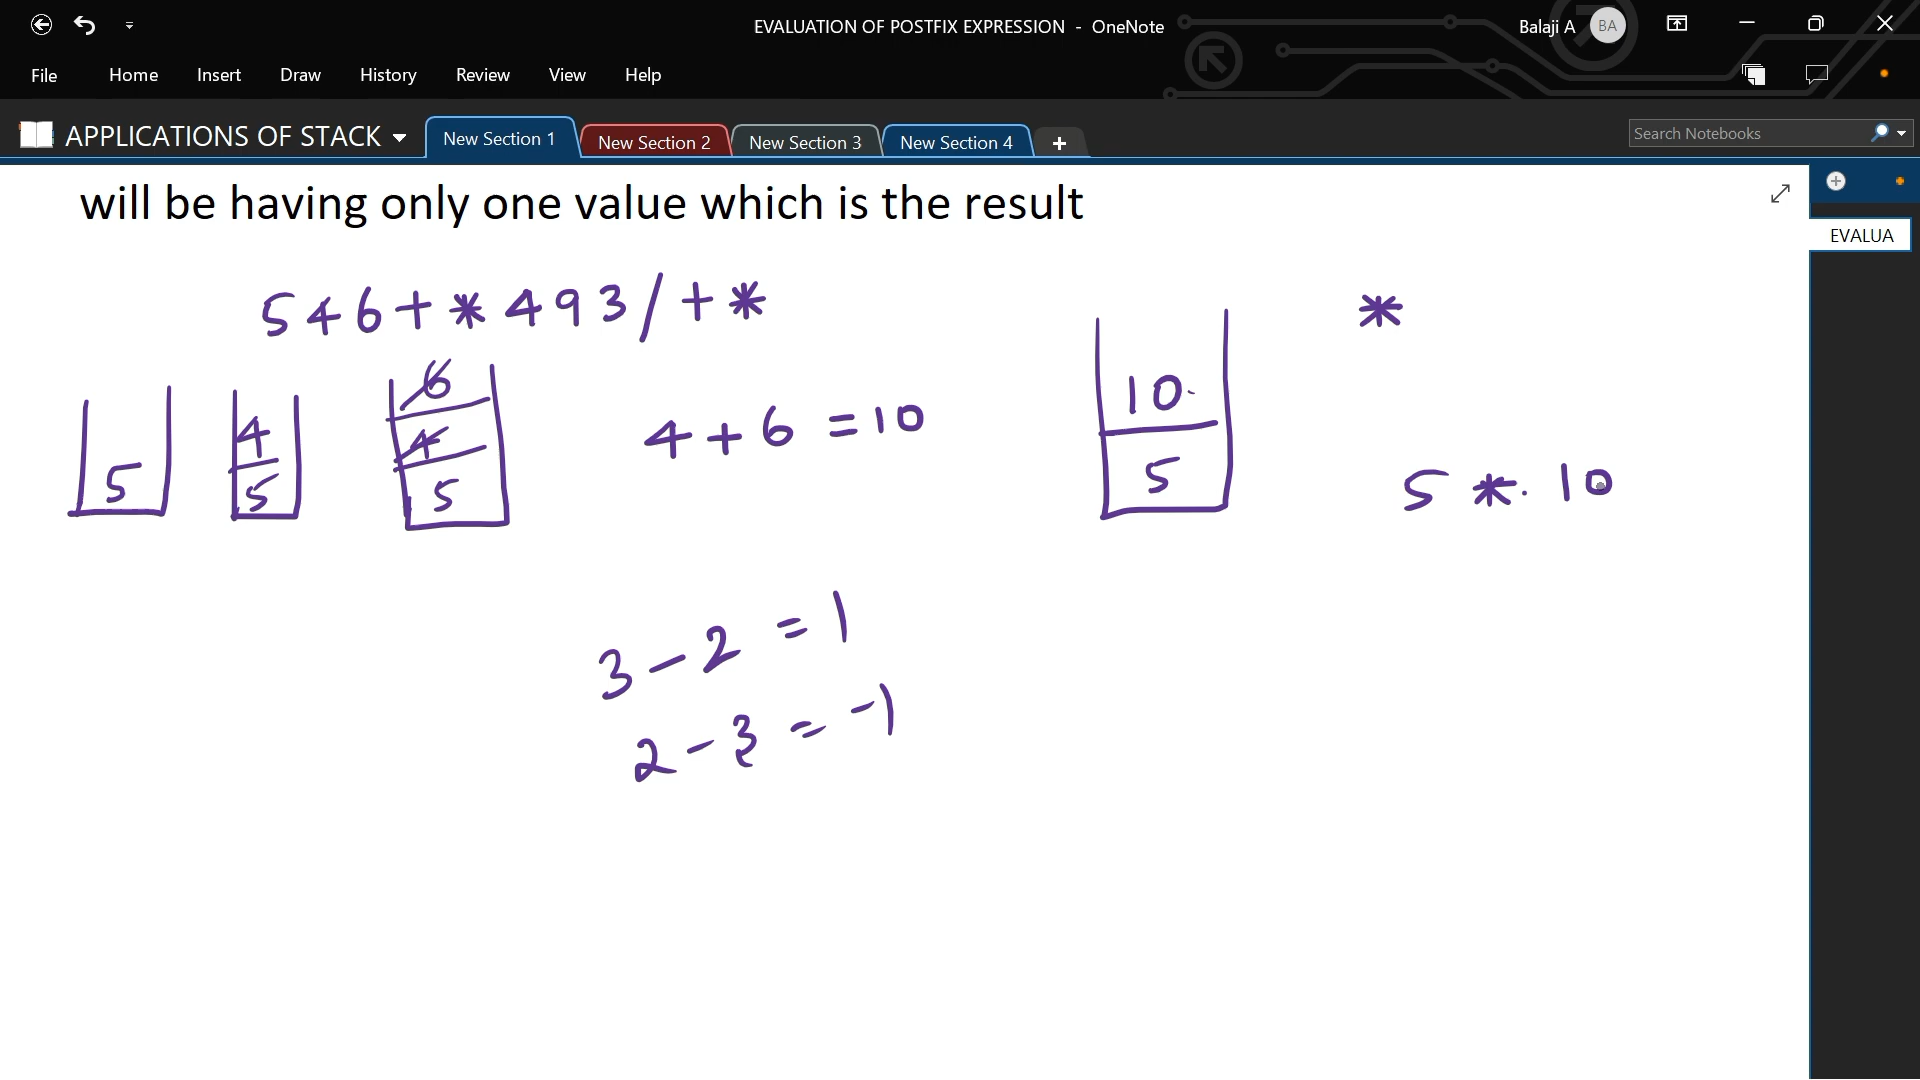 EVALUATION OF POSTFIX EXPRESSION - OneNote
Balaji A BA
File Home Insert Draw History Review View Help
APPLICATIONS OF STACK New Section 1 New Section 2 New Section 3 New Section 4 + Search Notebooks
will be having only one value which is the result
EVALUA
5 4 6 + * 4 9 3 / + *
*
6
4 4 10
5 5 5 5
4 + 6 = 10
5 * 10
3 - 2 = 1
2 - 3 = -1